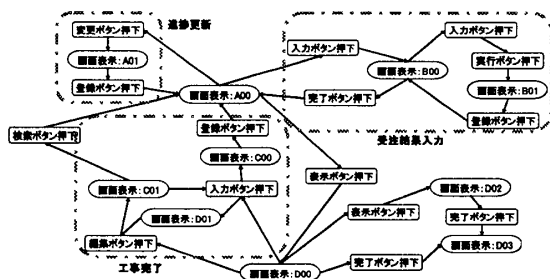 進捗更新
変更ボタン押下
画面表示:A01
登録ボタン押下
入力ボタン押下
入力ボタン押下
画面表示:B00
実行ボタン押下
画面表示:B01
登録ボタン押下
完了ボタン押下
受注結果入力
画面表示:A00
検索ボタン押下
登録ボタン押下
画面表示:C00
画面表示:C01
入力ボタン押下
画面表示:D01
編集ボタン押下
工事完了
表示ボタン押下
表示ボタン押下
画面表示:D02
完了ボタン押下
画面表示:D03
画面表示:D00
完了ボタン押下